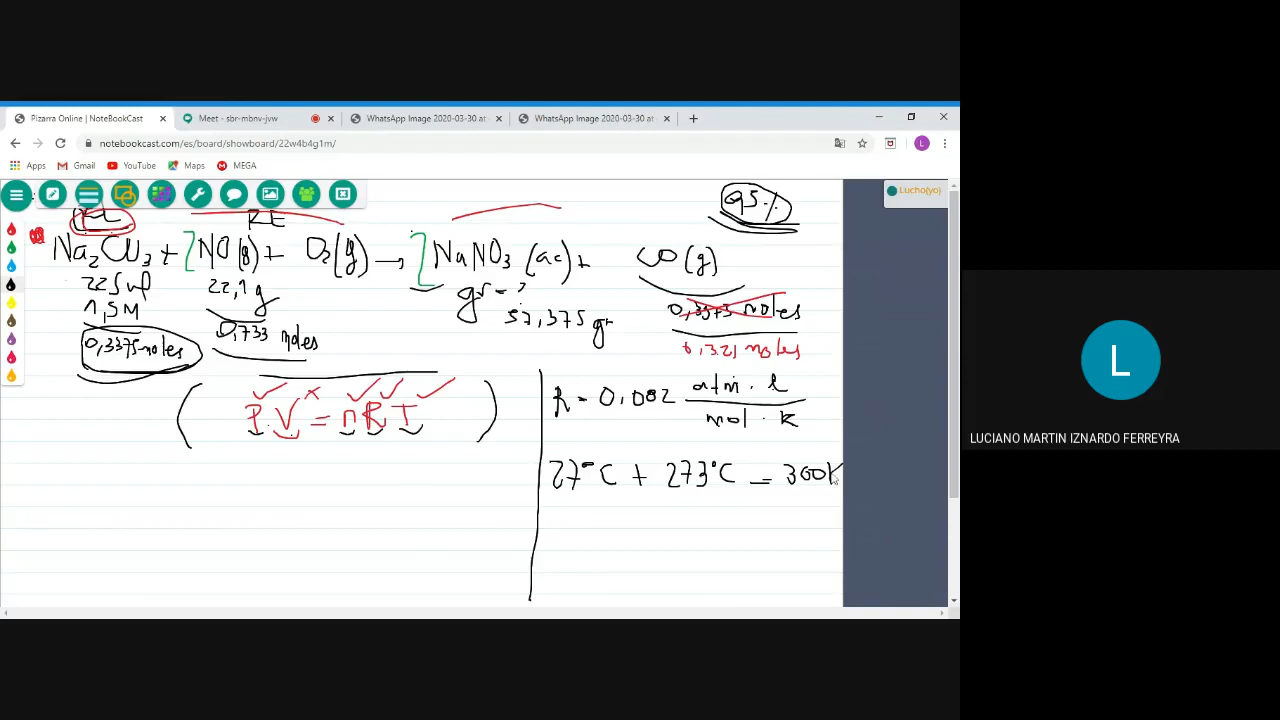 Pizarra Online | NoteBookCast
Meet - sbr-mbnv-jvw
WhatsApp Image 2020-03-30 at
WhatsApp Image 2020-03-30 at
notebookcast.com/es/board/showboard/22w4b4g1m/
Apps Gmail YouTube Maps MEGA
Lucho(yo)
95%
RL RE
Na2CO3 + 2NO(g) + O2(g) → 2NaNO3 (ac) + CO(g)
225 ml 22,1 g gr = ? 0,3375 moles
1,5 M 57,375 gr
0,3375 moles 0,733 moles 0,321 moles
(P.V = n R T)
R = 0.082 atm . l
mol . K
27°C + 273°C = 300K
L
LUCIANO MARTIN IZNARDO FERREYRA